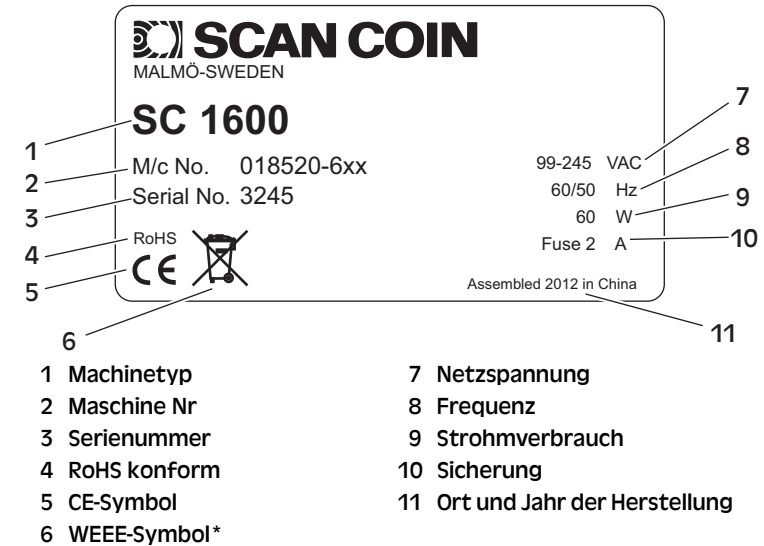 SCAN COIN
MALMÖ-SWEDEN
SC 1600
M/c No. 018520-6xx
Serial No. 3245
RoHS
CE
99-245 VAC
60/50 Hz
60 W
Fuse 2 A
Assembled 2012 in China
1
2
3
4
5
6
7
8
9
10
11
1 Machinetyp
2 Maschine Nr
3 Serienummer
4 RoHS konform
5 CE-Symbol
6 WEEE-Symbol*
7 Netzspannung
8 Frequenz
9 Strohmverbrauch
10 Sicherung
11 Ort und Jahr der Herstellung